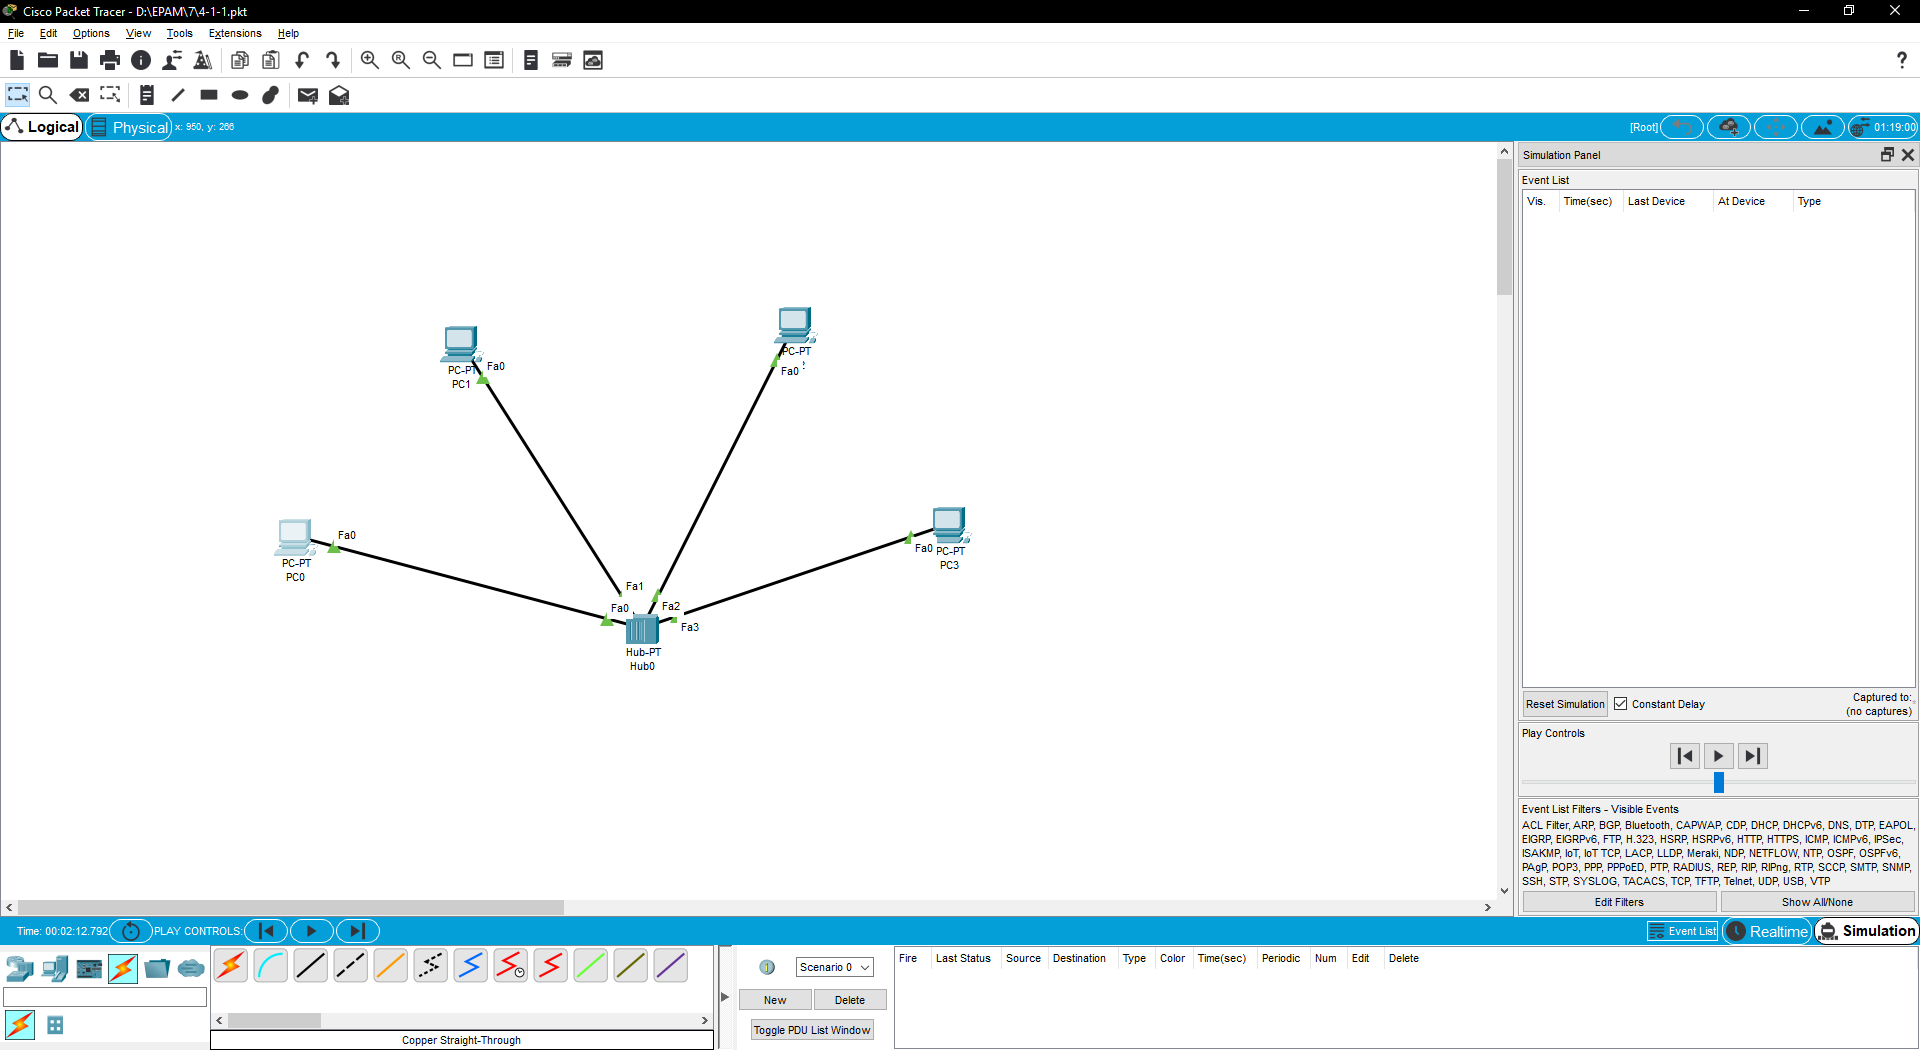 Cisco Packet Tracer - D:\EPAM\7\4-1-1.pkt
File Edit Options View Tools Extensions Help
Logical Physical x: 950, y: 266 [Root] 01:19:00
Simulation Panel
Event List
Vis. Time(sec) Last Device At Device Type
PC-PT
Fa0
PC-PT
PC1
Fa0
PC-PT
PC0
Fa0
PC-PT
PC3
Fa0
Fa1
Fa0
Fa2
Fa3
Hub-PT
Hub0
Reset Simulation Constant Delay Captured to:
(no captures)
Play Controls
Event List Filters - Visible Events
ACL Filter, ARP, BGP, Bluetooth, CAPWAP, CDP, DHCP, DHCPv6, DNS, DTP, EAPOL,
EIGRP, EIGRPv6, FTP, H.323, HSRP, HSRPv6, HTTP, HTTPS, ICMP, ICMPv6, IPSec,
ISAKMP, IoT, IoT TCP, LACP, LLDP, Meraki, NDP, NETFLOW, NTP, OSPF, OSPFv6,
PAgP, POP3, PPP, PPPoED, PTP, RADIUS, REP, RIP, RIPng, RTP, SCCP, SMTP, SNMP,
SSH, STP, SYSLOG, TACACS, TCP, TFTP, Telnet, UDP, USB, VTP
Edit Filters Show All/None
Time: 00:02:12.792 PLAY CONTROLS: Event List Realtime Simulation
Scenario 0
New Delete
Toggle PDU List Window
Fire Last Status Source Destination Type Color Time(sec) Periodic Num Edit Delete
Copper Straight-Through